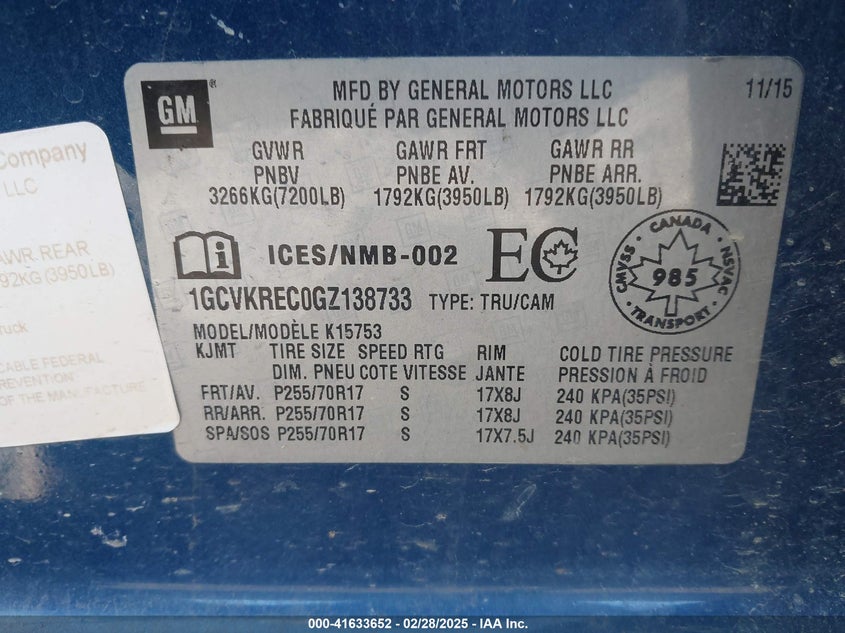 Company
LLC
GAWR REAR
1792KG (3950LB)
Truck
CABLE FEDERAL
PREVENTION
OF THE MANUFACTURE
GM
MFD BY GENERAL MOTORS LLC
FABRIQUÉ PAR GENERAL MOTORS LLC
11/15
GVWR GAWR FRT GAWR RR
PNBV PNBE AV. PNBE ARR.
3266KG(7200LB) 1792KG(3950LB) 1792KG(3950LB)
ICES/NMB-002 EC
CANADA
CMVSS 985 NSVAC
TRANSPORT
1GCVKREC0GZ138733 TYPE: TRU/CAM
MODEL/MODÈLE K15753
KJMT TIRE SIZE SPEED RTG RIM COLD TIRE PRESSURE
DIM. PNEU COTE VITESSE JANTE PRESSION À FROID
FRT/AV. P255/70R17 S 17X8J 240 KPA(35PSI)
RR/ARR. P255/70R17 S 17X8J 240 KPA(35PSI)
SPA/SOS P255/70R17 S 17X7.5J 240 KPA(35PSI)
000-41633652 - 02/28/2025 - IAA Inc.